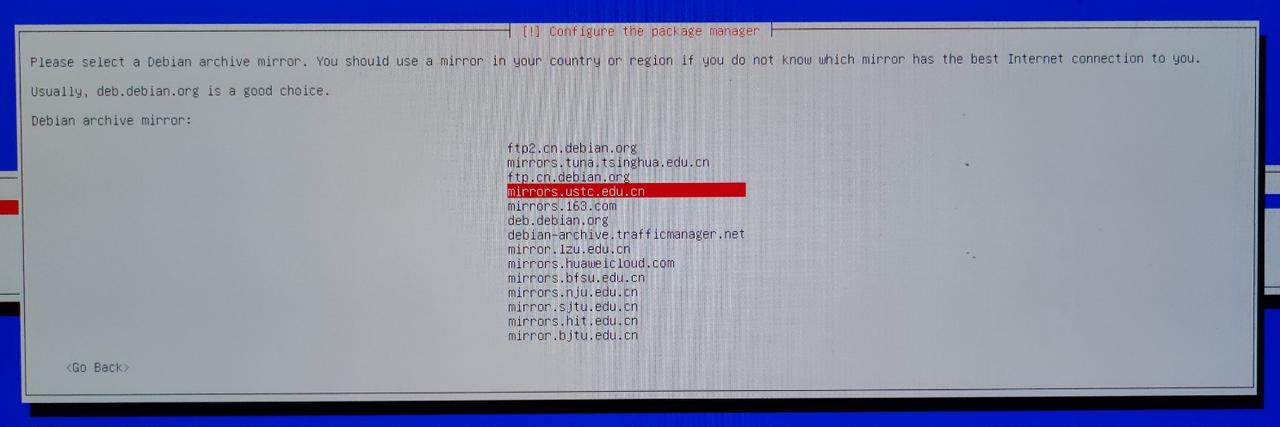 [!] Configure the package manager
Please select a Debian archive mirror. You should use a mirror in your country or region if you do not know which mirror has the best Internet connection to you.
Usually, deb.debian.org is a good choice.
Debian archive mirror:
ftp2.cn.debian.org
mirrors.tuna.tsinghua.edu.cn
ftp.cn.debian.org
mirrors.ustc.edu.cn
mirrors.163.com
deb.debian.org
debian-archive.trafficmanager.net
mirror.lzu.edu.cn
mirrors.huaweicloud.com
mirrors.bfsu.edu.cn
mirrors.nju.edu.cn
mirror.sjtu.edu.cn
mirrors.hit.edu.cn
mirror.bjtu.edu.cn
<Go Back>